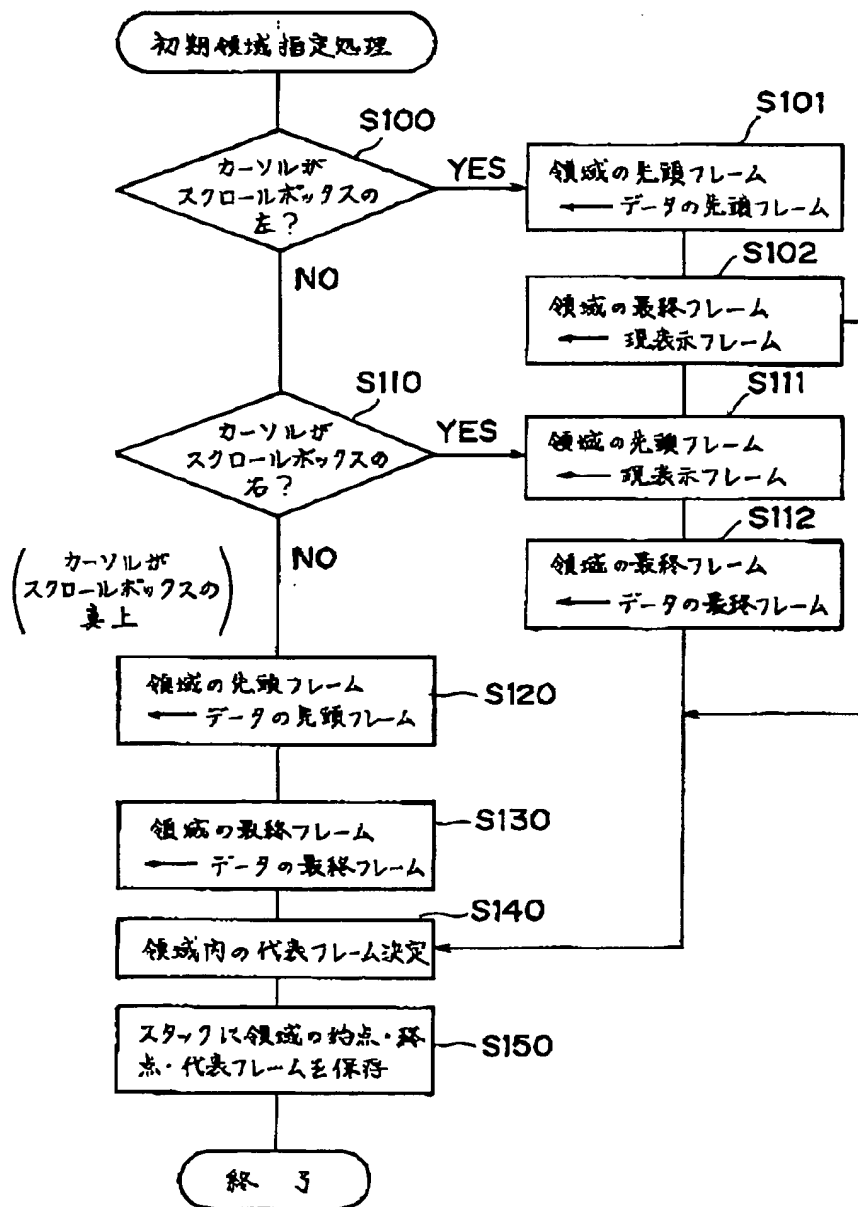 初期領域指定処理
S100
カーソルが
スクロールボックスの
左?
YES
S101
領域の先頭フレーム
← データの先頭フレーム
S102
領域の最終フレーム
← 現表示フレーム
NO
S110
カーソルが
スクロールボックスの
右?
YES
S111
領域の先頭フレーム
← 現表示フレーム
S112
領域の最終フレーム
← データの最終フレーム
NO
(カーソルが
スクロールボックスの
真上)
S120
領域の先頭フレーム
← データの先頭フレーム
S130
領域の最終フレーム
← データの最終フレーム
S140
領域内の代表フレーム決定
S150
スタックに領域の始点・終
点・代表フレームを保存
終了